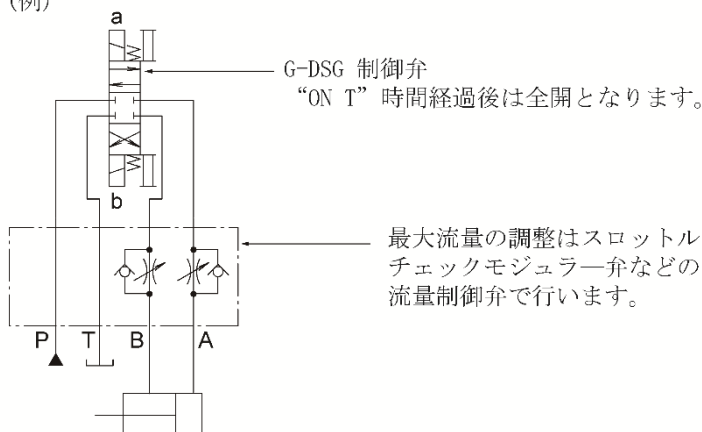 (例)
a
G-DSG 制御弁
“ON T”時間経過後は全開となります。
b
最大流量の調整はスロットル
チェックモジュラー弁などの
流量制御弁で行います。
P T B A